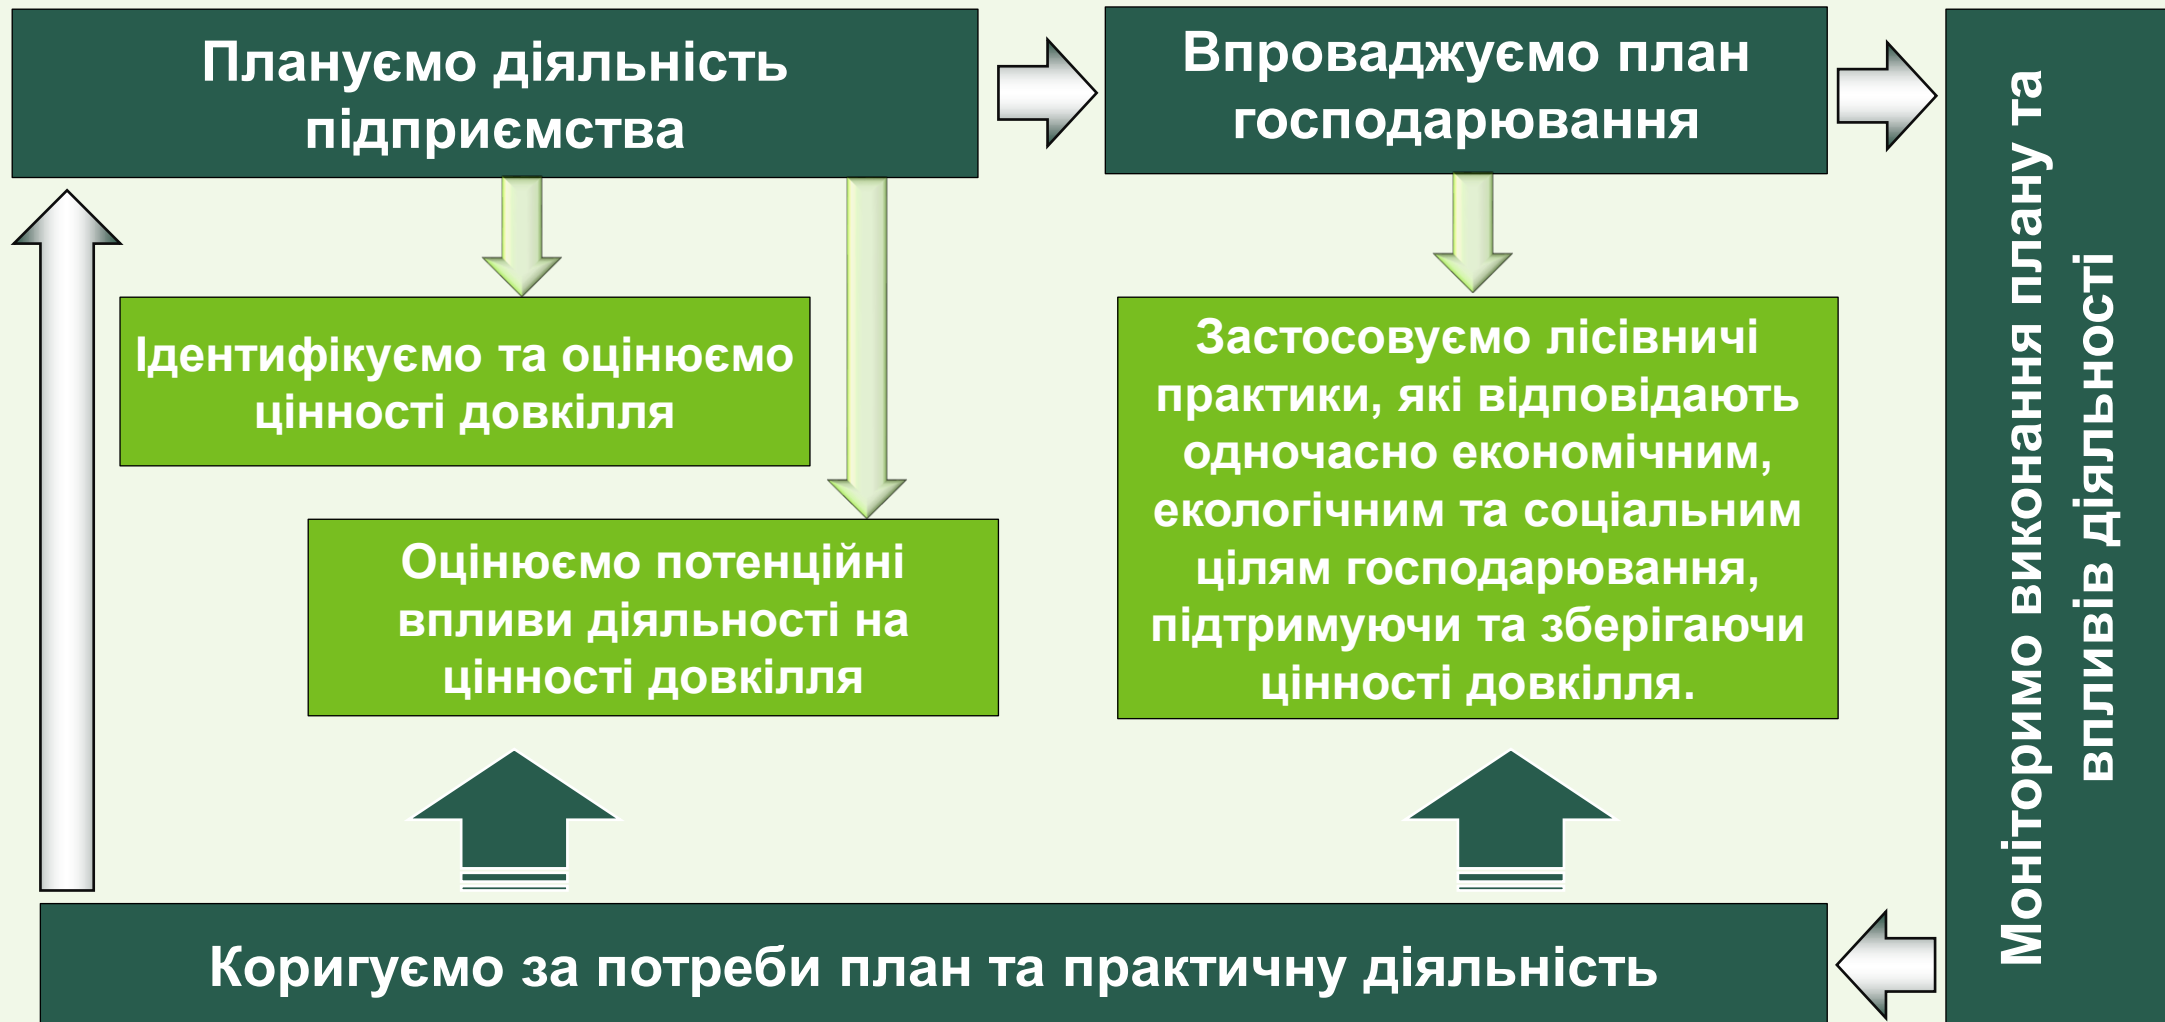 Плануємо діяльність
підприємства
Впроваджуємо план
господарювання
Ідентифікуємо та оцінюємо
цінності довкілля
Оцінюємо потенційні
впливи діяльності на
цінності довкілля
Застосовуємо лісівничі
практики, які відповідають
одночасно економічним,
екологічним та соціальним
цілям господарювання,
підтримуючи та зберігаючи
цінності довкілля.
Моніторимо виконання плану та
впливів діяльності
Коригуємо за потреби план та практичну діяльність